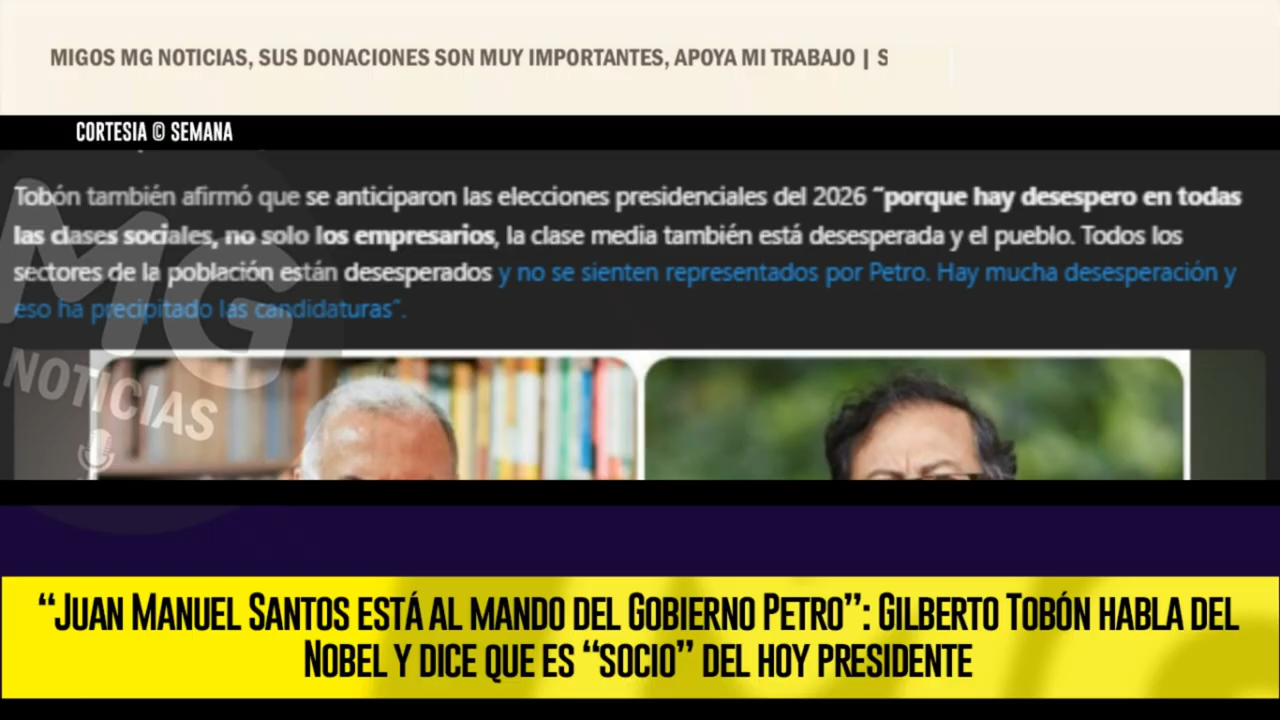 MIGOS MG NOTICIAS, SUS DONACIONES SON MUY IMPORTANTES, APOYA MI TRABAJO | S
CORTESIA © SEMANA
Tobón también afirmó que se anticiparon las elecciones presidenciales del 2026 “porque hay desespero en todas
las clases sociales, no solo los empresarios, la clase media también está desesperada y el pueblo. Todos los
sectores de la población están desesperados y no se sienten representados por Petro. Hay mucha desesperación y
eso ha precipitado las candidaturas”.
MG
NOTICIAS
“JUAN MANUEL SANTOS ESTÁ AL MANDO DEL GOBIERNO PETRO”: GILBERTO TOBÓN HABLA DEL
NOBEL Y DICE QUE ES “SOCIO” DEL HOY PRESIDENTE